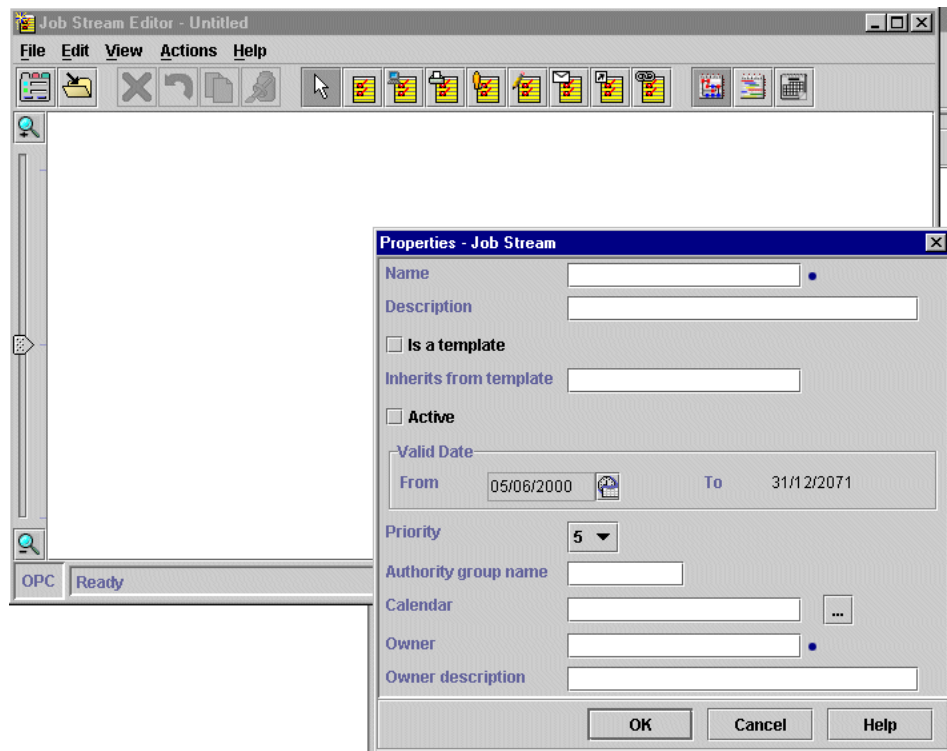 Job Stream Editor - Untitled
File Edit View Actions Help
Properties - Job Stream
Name
Description
Is a template
Inherits from template
Active
Valid Date
From 05/06/2000 To 31/12/2071
Priority 5
Authority group name
Calendar ...
Owner
Owner description
OK Cancel Help
OPC Ready